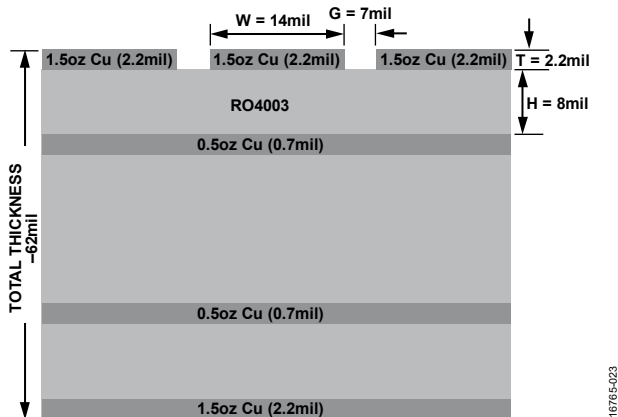 W = 14mil
G = 7mil
1.5oz Cu (2.2mil) 1.5oz Cu (2.2mil) 1.5oz Cu (2.2mil)
T = 2.2mil
RO4003
H = 8mil
0.5oz Cu (0.7mil)
TOTAL THICKNESS
–62mil
0.5oz Cu (0.7mil)
1.5oz Cu (2.2mil)
16765-023